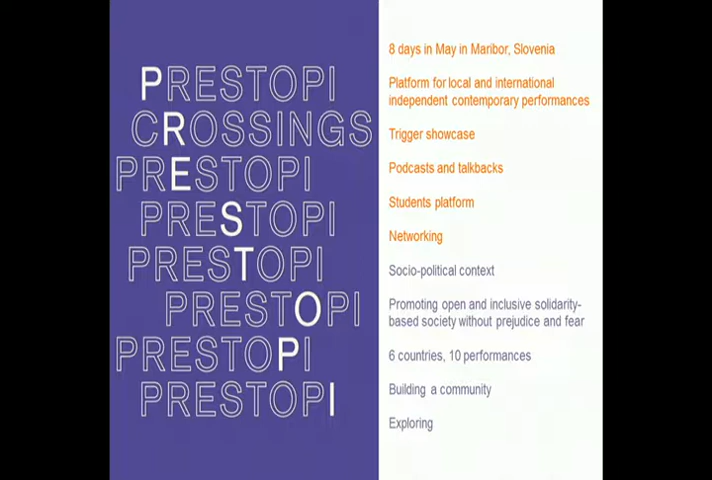 PRESTOPI
CROSSINGS
PRESTOPI
PRESTOPI
PRESTOPI
PRESTOPI
PRESTOPI
PRESTOPI
8 days in May in Maribor, Slovenia
Platform for local and international
independent contemporary performances
Trigger showcase
Podcasts and talkbacks
Students platform
Networking
Socio-political context
Promoting open and inclusive solidarity-
based society without prejudice and fear
6 countries, 10 performances
Building a community
Exploring